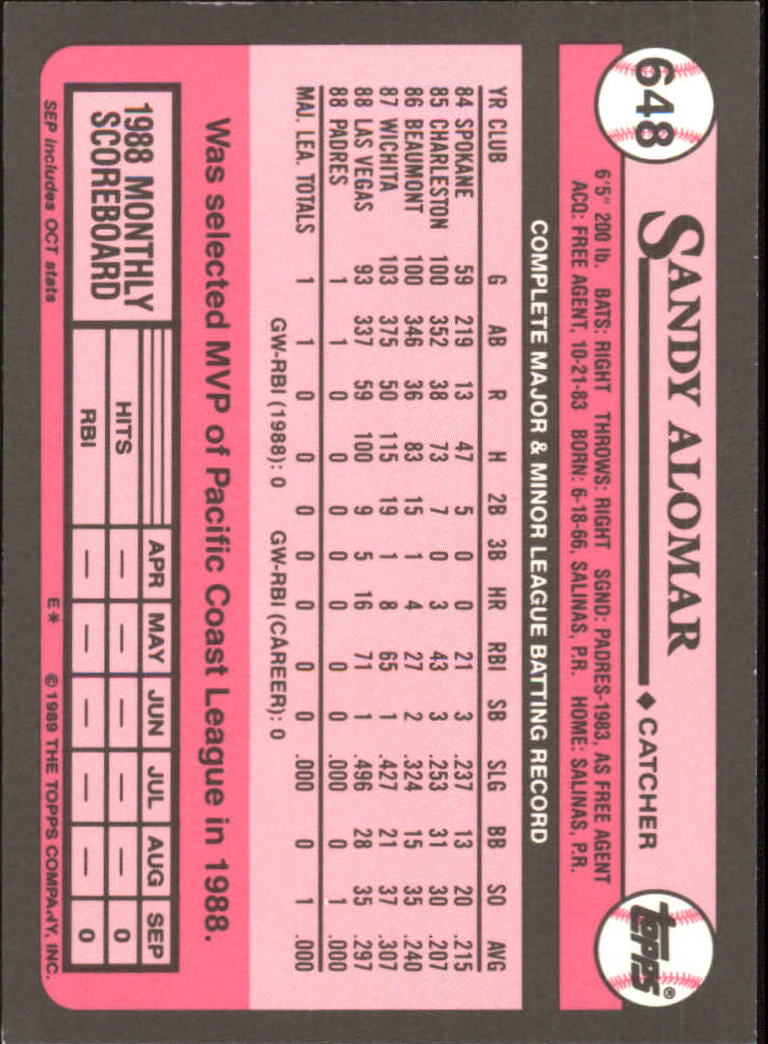 648
SANDY ALOMAR ◆ CATCHER
topps®
6'5" 200 lb. BATS: RIGHT THROWS: RIGHT SGND: PADRES-1983, AS FREE AGENT
ACQ: FREE AGENT, 10-21-83 BORN: 6-18-66, SALINAS, P.R. HOME: SALINAS, P.R.
COMPLETE MAJOR & MINOR LEAGUE BATTING RECORD
YR CLUB G AB R H 2B 3B HR RBI SB SLG BB SO AVG
84 SPOKANE 59 219 13 47 5 0 0 21 3 .237 13 20 .215
85 CHARLESTON 100 352 38 73 7 0 3 43 3 .253 31 30 .207
86 BEAUMONT 100 346 36 83 15 1 4 27 2 .324 15 35 .240
87 WICHITA 103 375 50 115 19 1 8 65 1 .427 21 37 .307
88 LAS VEGAS 93 337 59 100 9 5 16 71 1 .496 28 35 .297
88 PADRES 1 1 0 0 0 0 0 0 0 .000 0 1 .000
MAJ. LEA. TOTALS 1 1 0 0 0 0 0 0 0 .000 0 1 .000
GW-RBI (1988): 0 GW-RBI (CAREER): 0
Was selected MVP of Pacific Coast League in 1988.
1988 MONTHLY
SCOREBOARD
APR MAY JUN JUL AUG SEP
HITS — — — — — 0
RBI — — — — — 0
SEP includes OCT stats E* © 1989 THE TOPPS COMPANY, INC.